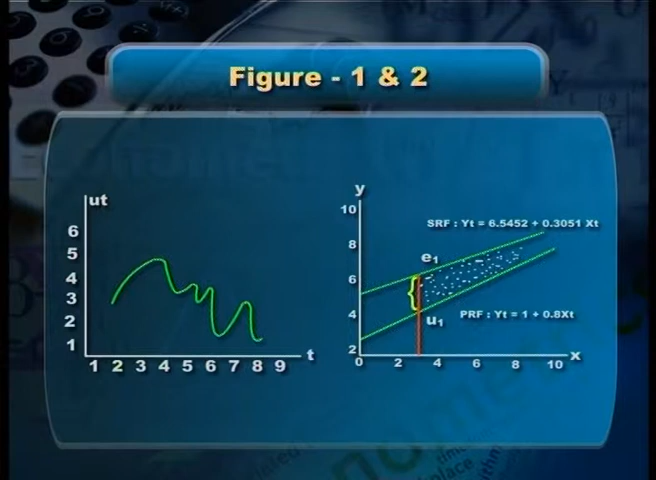 Figure - 1 & 2
ut
6
5
4
3
2
1
1 2 3 4 5 6 7 8 9 t
y
10
8
6
4
2
0 2 4 6 8 10 x
SRF : Yt = 6.5452 + 0.3051 Xt
e1
{
u1
PRF : Yt = 1 + 0.8Xt